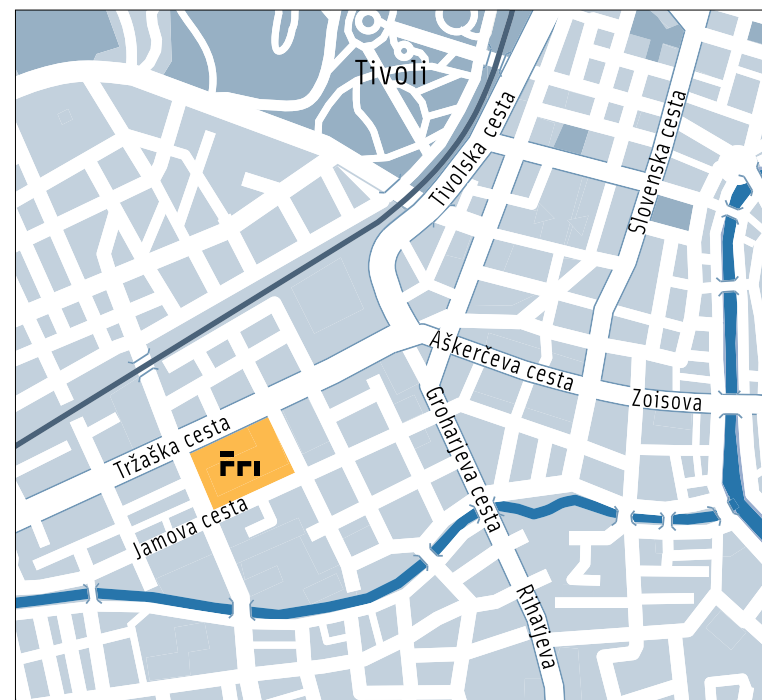 Tivoli
Tivolska cesta
Slovenska cesta
Aškerčeva cesta
Zoisova
Groharjeva cesta
Tržaška cesta
Fri
Jamova cesta
Riharjeva